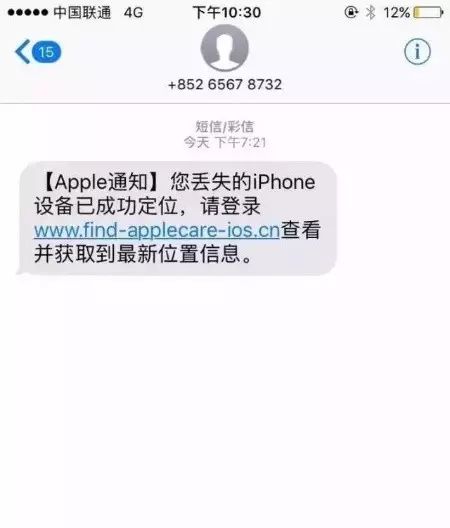 中国联通 4G 下午10:30 12%
15
+852 6567 8732
短信/彩信
今天 下午7:21
【Apple通知】您丢失的iPhone
设备已成功定位，请登录
www.find-applecare-ios.cn查看
并获取到最新位置信息。